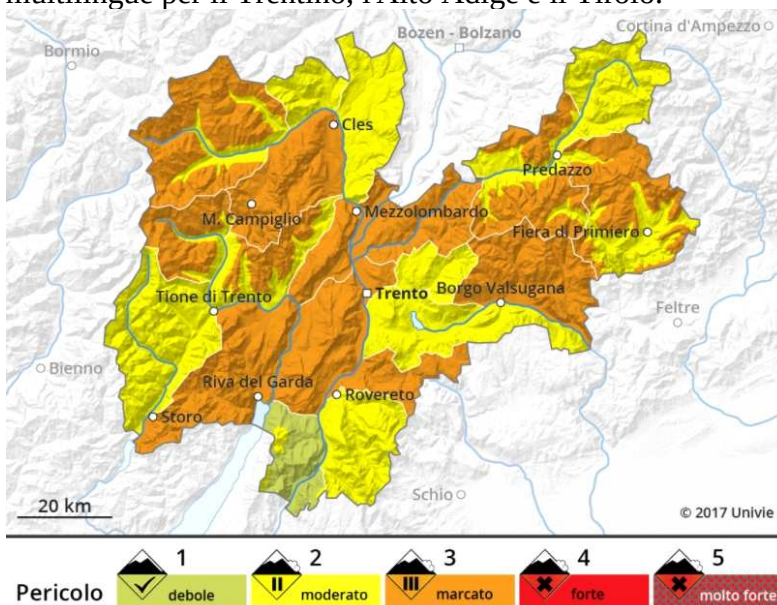 multilingue per il Trentino, l'Alto Adige e il Tirolo.
Bormio
Bozen - Bolzano
Cortina d'Ampezzo
Cles
Predazzo
M. Campiglio
Mezzolombardo
Fiera di Primiero
Tione di Trento
Trento
Borgo Valsugana
Feltre
Bienno
Riva del Garda
Rovereto
Storo
Schio
20 km
© 2017 Univie
Pericolo
1
debole
2
moderato
3
marcato
4
forte
5
molto forte